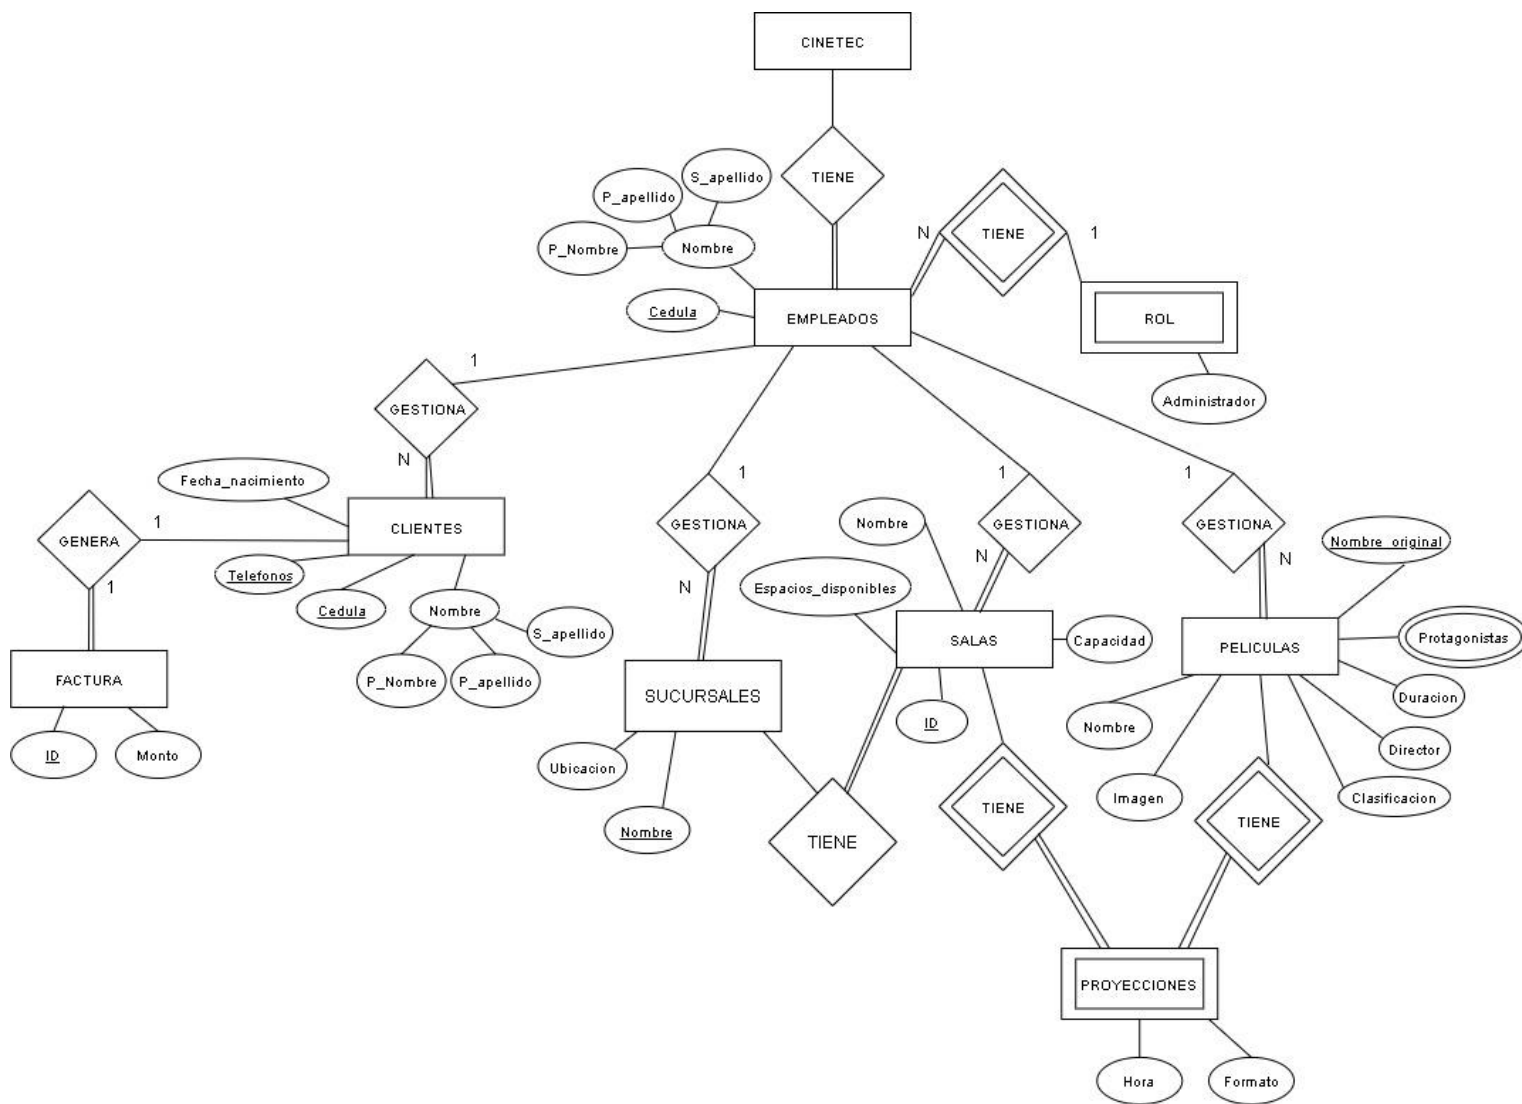 CINETEC
TIENE
S_apellido
P_apellido
P_Nombre
Nombre
N
TIENE
1
Cedula
EMPLEADOS
ROL
Administrador
1
GESTIONA
N
1
1
1
Fecha_nacimiento
CLIENTES
1
GENERA
1
Telefonos
Cedula
Nombre
S_apellido
P_Nombre
P_apellido
FACTURA
ID
Monto
GESTIONA
N
Nombre
GESTIONA
N
GESTIONA
N
Nombre_original
Espacios_disponibles
SALAS
Capacidad
PELICULAS
Protagonistas
SUCURSALES
ID
Nombre
Duracion
Director
Ubicacion
Imagen
Clasificacion
Nombre
TIENE
TIENE
TIENE
PROYECCIONES
Hora
Formato